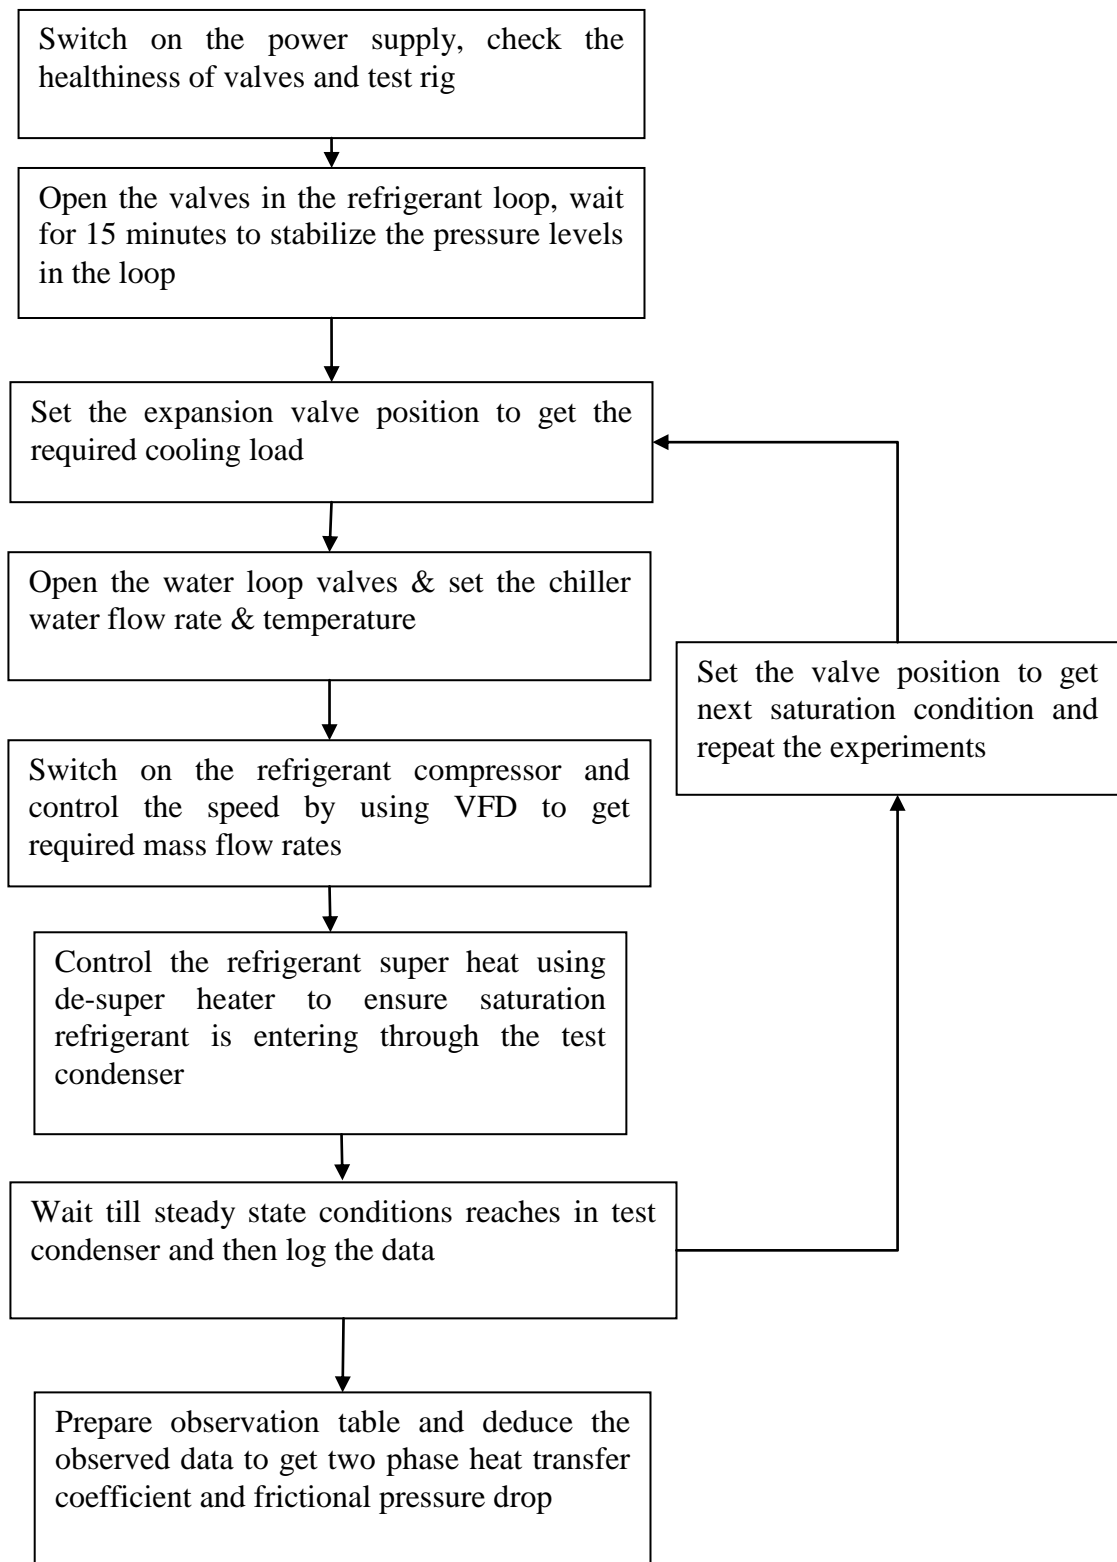 Switch on the power supply, check the
healthiness of valves and test rig
Open the valves in the refrigerant loop, wait
for 15 minutes to stabilize the pressure levels
in the loop
Set the expansion valve position to get the
required cooling load
Open the water loop valves & set the chiller
water flow rate & temperature
Set the valve position to get
next saturation condition and
repeat the experiments
Switch on the refrigerant compressor and
control the speed by using VFD to get
required mass flow rates
Control the refrigerant super heat using
de-super heater to ensure saturation
refrigerant is entering through the test
condenser
Wait till steady state conditions reaches in test
condenser and then log the data
Prepare observation table and deduce the
observed data to get two phase heat transfer
coefficient and frictional pressure drop